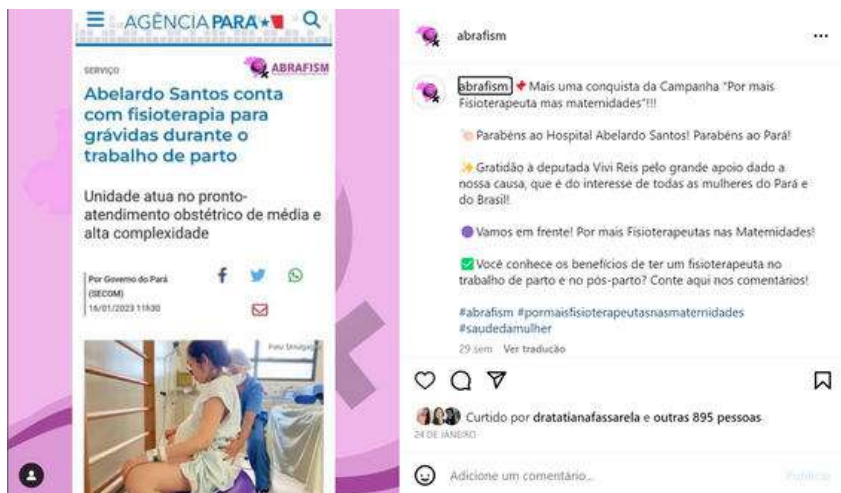 AGÊNCIA PARÁ
SERVIÇO
ABRAFISM
Abelardo Santos conta
com fisioterapia para
grávidas durante o
trabalho de parto
Unidade atua no pronto-
atendimento obstétrico de média e
alta complexidade
Por Governo do Pará
(SECOM)
16/01/2023 11h30
Foto: Divulgação
abrafism
abrafism 📌 Mais uma conquista da Campanha "Por mais
Fisioterapeuta mas maternidades"!!!
👏🏻 Parabéns ao Hospital Abelardo Santos! Parabéns ao Pará!
✨ Gratidão à deputada Vivi Reis pelo grande apoio dado a
nossa causa, que é do interesse de todas as mulheres do Pará e
do Brasil!
🟣 Vamos em frente! Por mais Fisioterapeutas nas Maternidades!
✅ Você conhece os benefícios de ter um fisioterapeuta no
trabalho de parto e no pós-parto? Conte aqui nos comentários!
#abrafism #pormaisfisioterapeutasnasmaternidades
#saudedamulher
29 sem Ver tradução
Curtido por dratatianafassarela e outras 895 pessoas
24 DE JANEIRO
Adicione um comentário...
Publicar